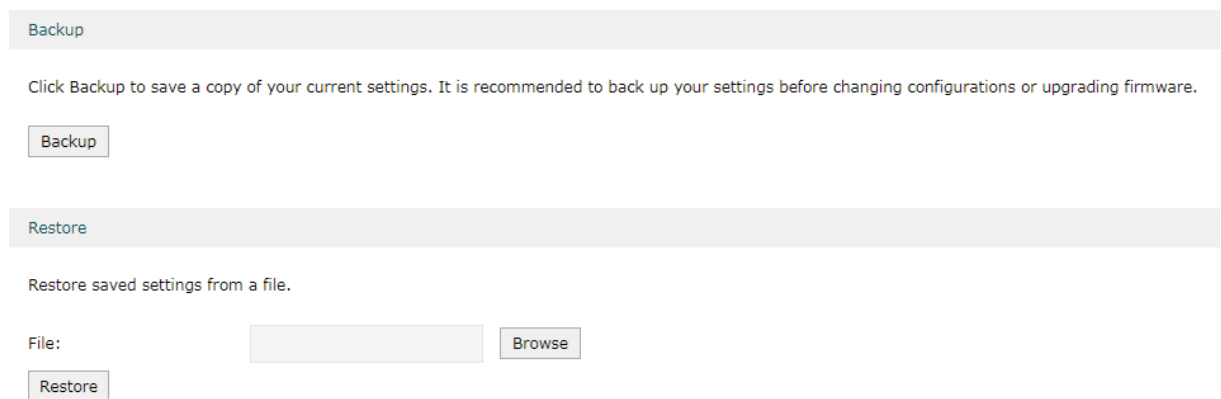 Backup
Click Backup to save a copy of your current settings. It is recommended to back up your settings before changing configurations or upgrading firmware.
Backup
Restore
Restore saved settings from a file.
File: Browse
Restore